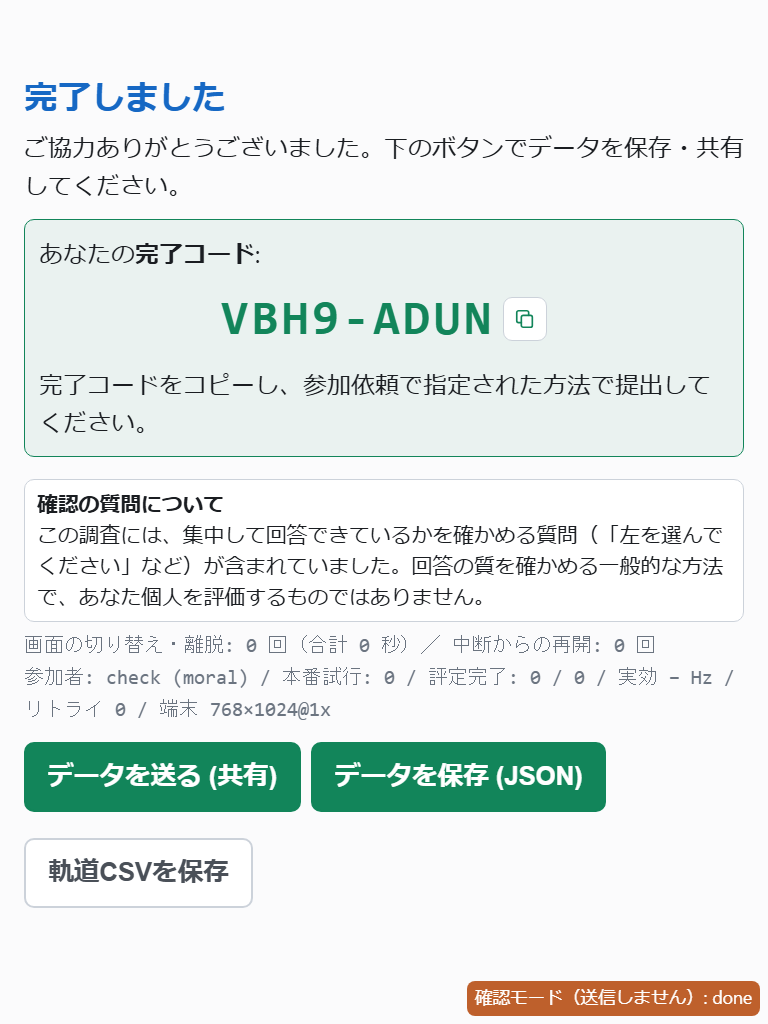 完了しました
ご協力ありがとうございました。下のボタンでデータを保存・共有
してください。
あなたの完了コード:
VBH9-ADUN
完了コードをコピーし、参加依頼で指定された方法で提出して
ください。
確認の質問について
この調査には、集中して回答できているかを確かめる質問（「左を選んで
ください」など）が含まれていました。回答の質を確かめる一般的な方法
で、あなた個人を評価するものではありません。
画面の切り替え・離脱: 0 回（合計 0 秒）／ 中断からの再開: 0 回
参加者: check (moral) / 本番試行: 0 / 評定完了: 0 / 0 / 実効 – Hz /
リトライ 0 / 端末 768×1024@1x
データを送る (共有)
データを保存 (JSON)
軌道CSVを保存
確認モード（送信しません）: done